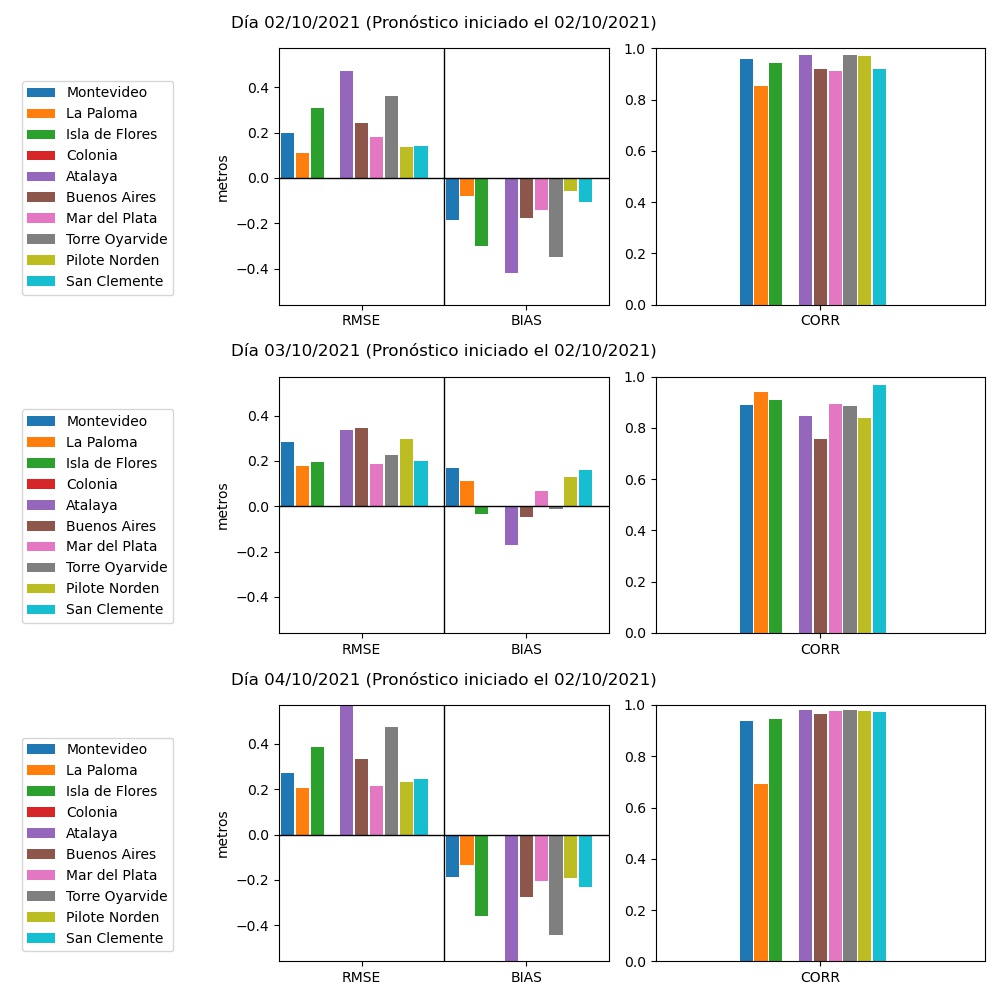 Día 02/10/2021 (Pronóstico iniciado el 02/10/2021)
Montevideo
La Paloma
Isla de Flores
Colonia
Atalaya
Buenos Aires
Mar del Plata
Torre Oyarvide
Pilote Norden
San Clemente
metros
0.4
0.2
0.0
−0.2
−0.4
RMSE
BIAS
1.0
0.8
0.6
0.4
0.2
0.0
CORR
Día 03/10/2021 (Pronóstico iniciado el 02/10/2021)
Montevideo
La Paloma
Isla de Flores
Colonia
Atalaya
Buenos Aires
Mar del Plata
Torre Oyarvide
Pilote Norden
San Clemente
metros
0.4
0.2
0.0
−0.2
−0.4
RMSE
BIAS
1.0
0.8
0.6
0.4
0.2
0.0
CORR
Día 04/10/2021 (Pronóstico iniciado el 02/10/2021)
Montevideo
La Paloma
Isla de Flores
Colonia
Atalaya
Buenos Aires
Mar del Plata
Torre Oyarvide
Pilote Norden
San Clemente
metros
0.4
0.2
0.0
−0.2
−0.4
RMSE
BIAS
1.0
0.8
0.6
0.4
0.2
0.0
CORR